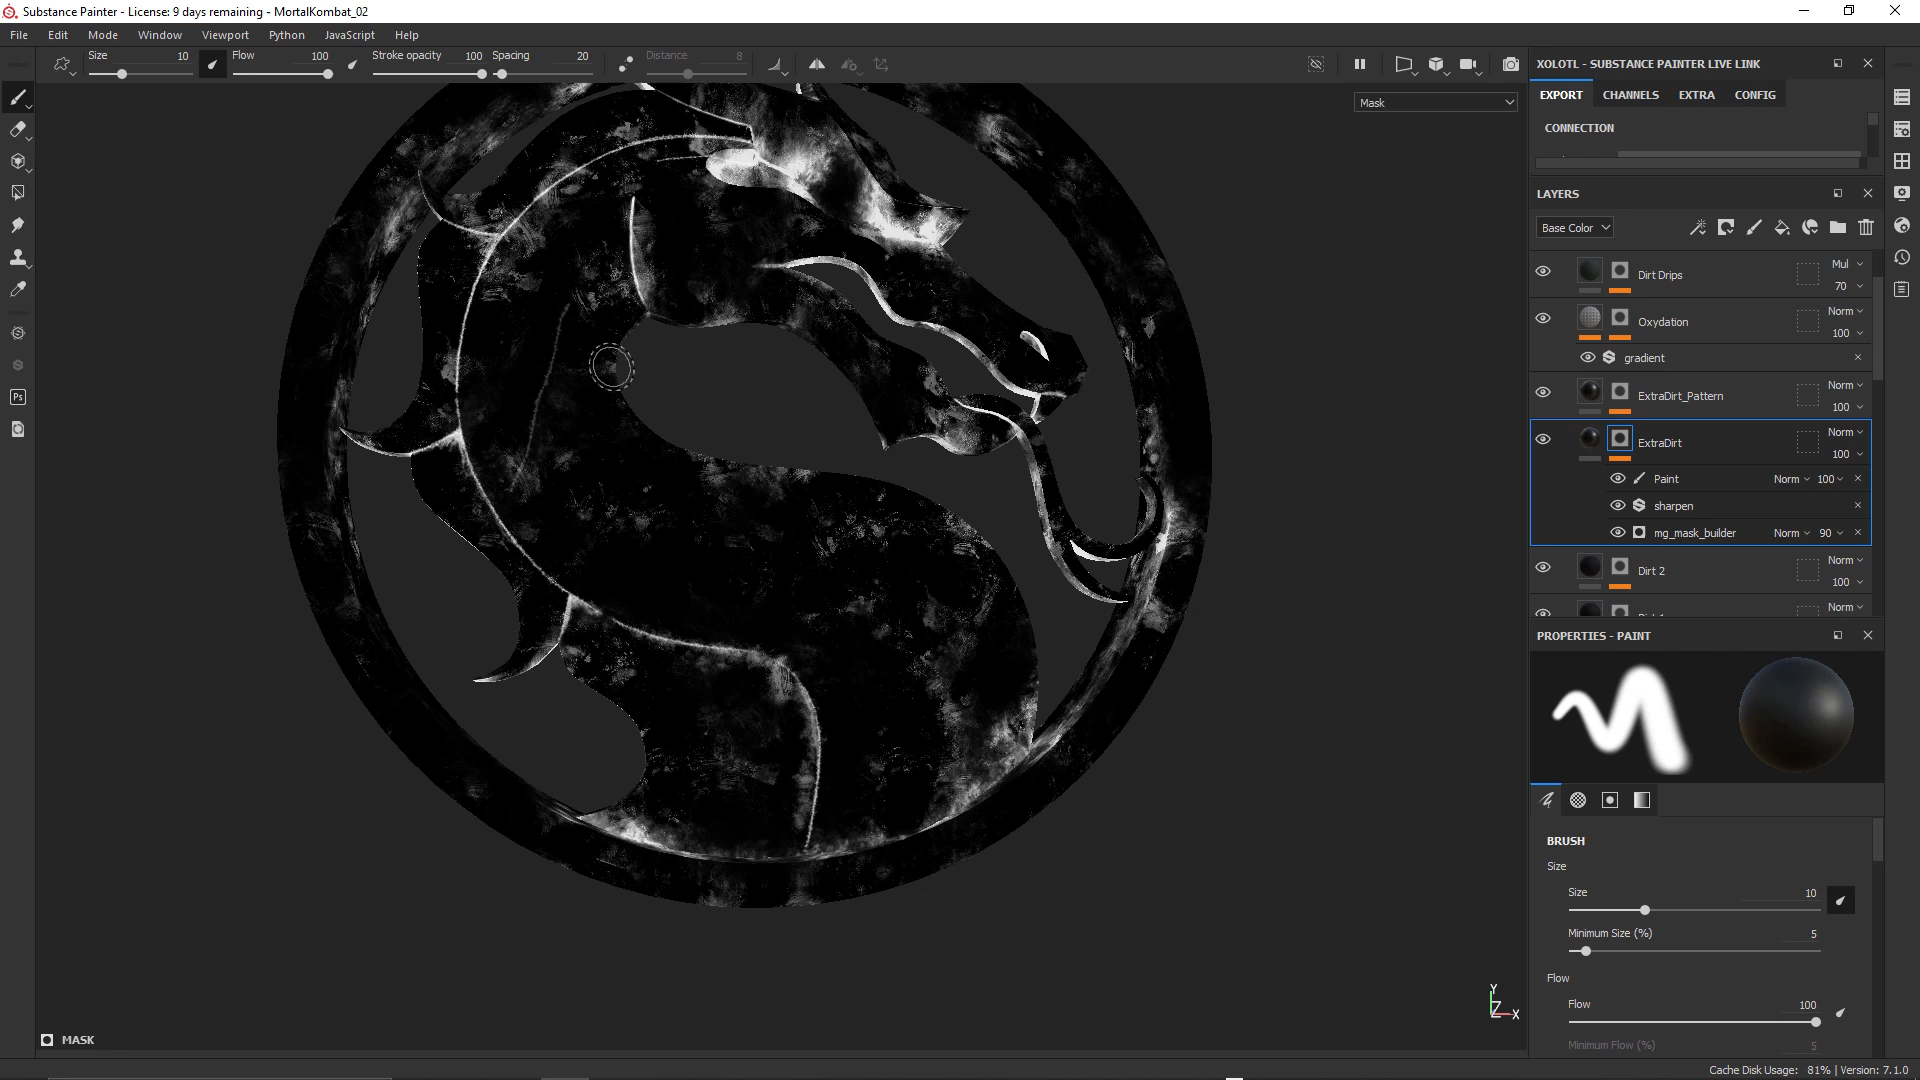 Substance Painter - License: 9 days remaining - MortalKombat_02
File Edit Mode Window Viewport Python JavaScript Help
Size 10 Flow 100 Stroke opacity 100 Spacing 20 Distance 8
Mask
XOLOTL - SUBSTANCE PAINTER LIVE LINK
EXPORT CHANNELS EXTRA CONFIG
CONNECTION
LAYERS
Base Color
Dirt Drips Mul
70
Oxydation Norm
100
gradient
ExtraDirt_Pattern Norm
100
ExtraDirt Norm
100
Paint Norm 100
sharpen
mg_mask_builder Norm 90
Dirt 2 Norm
100
Norm
PROPERTIES - PAINT
BRUSH
Size
Size 10
Minimum Size (%) 5
Flow
Flow 100
Minimum Flow (%) 5
Ps
Y
Z
X
MASK
Cache Disk Usage: 81% | Version: 7.1.0